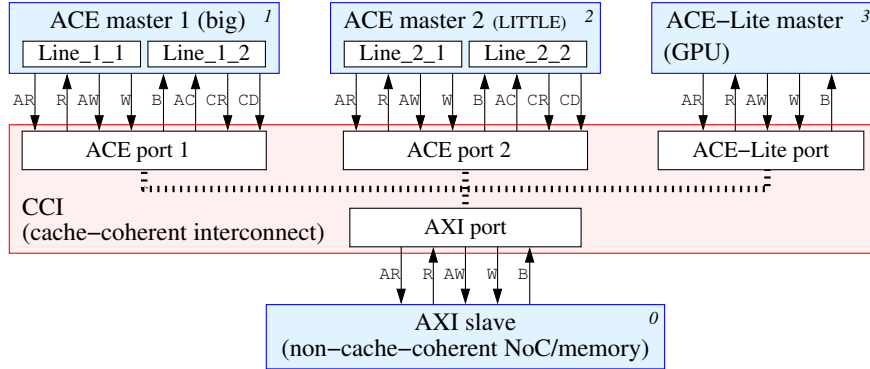 ACE master 1 (big) 1
Line_1_1 Line_1_2
ACE master 2 (LITTLE) 2
Line_2_1 Line_2_2
ACE−Lite master 3
(GPU)
AR R AW W B AC CR CD
AR R AW W B AC CR CD
AR R AW W B
ACE port 1
ACE port 2
ACE−Lite port
CCI
(cache−coherent interconnect)
AXI port
AR R AW W B
AXI slave 0
(non−cache−coherent NoC/memory)